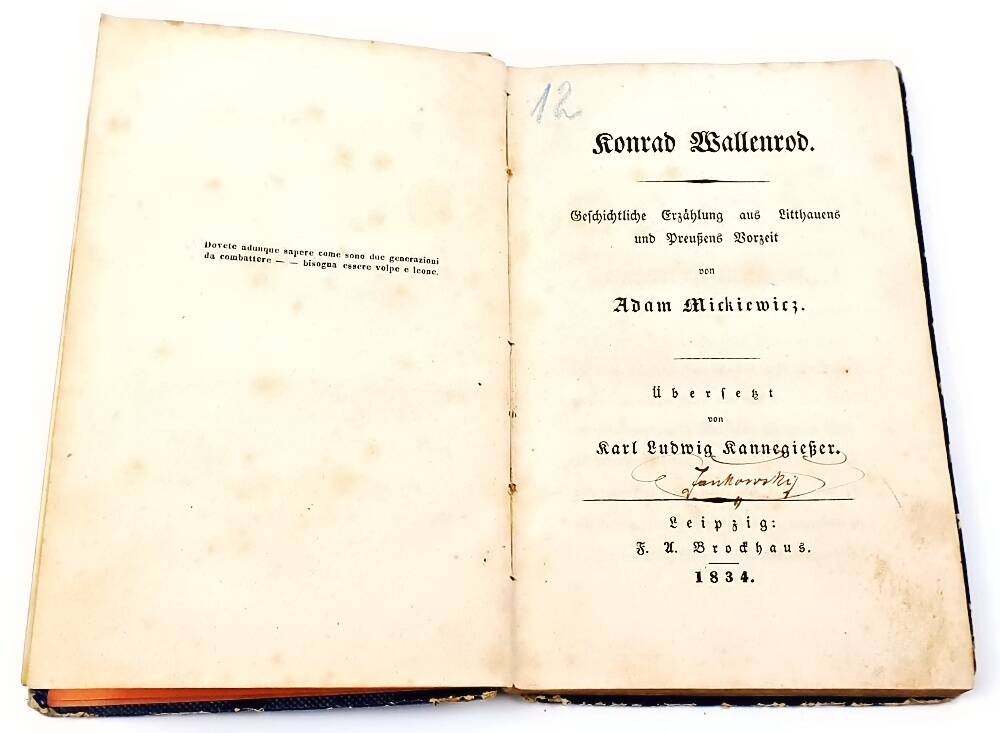 Dovete adunque sapere come sono due generazioni
da combattere — — bisogna essere volpe e leone.
12
Konrad Wallenrod.
Geschichtliche Erzählung aus Litthauens
und Preußens Vorzeit
von
Adam Mickiewicz.
Übersetzt
von
Karl Ludwig Kannegießer.
Jankowski
Leipzig:
F. A. Brockhaus.
1834.